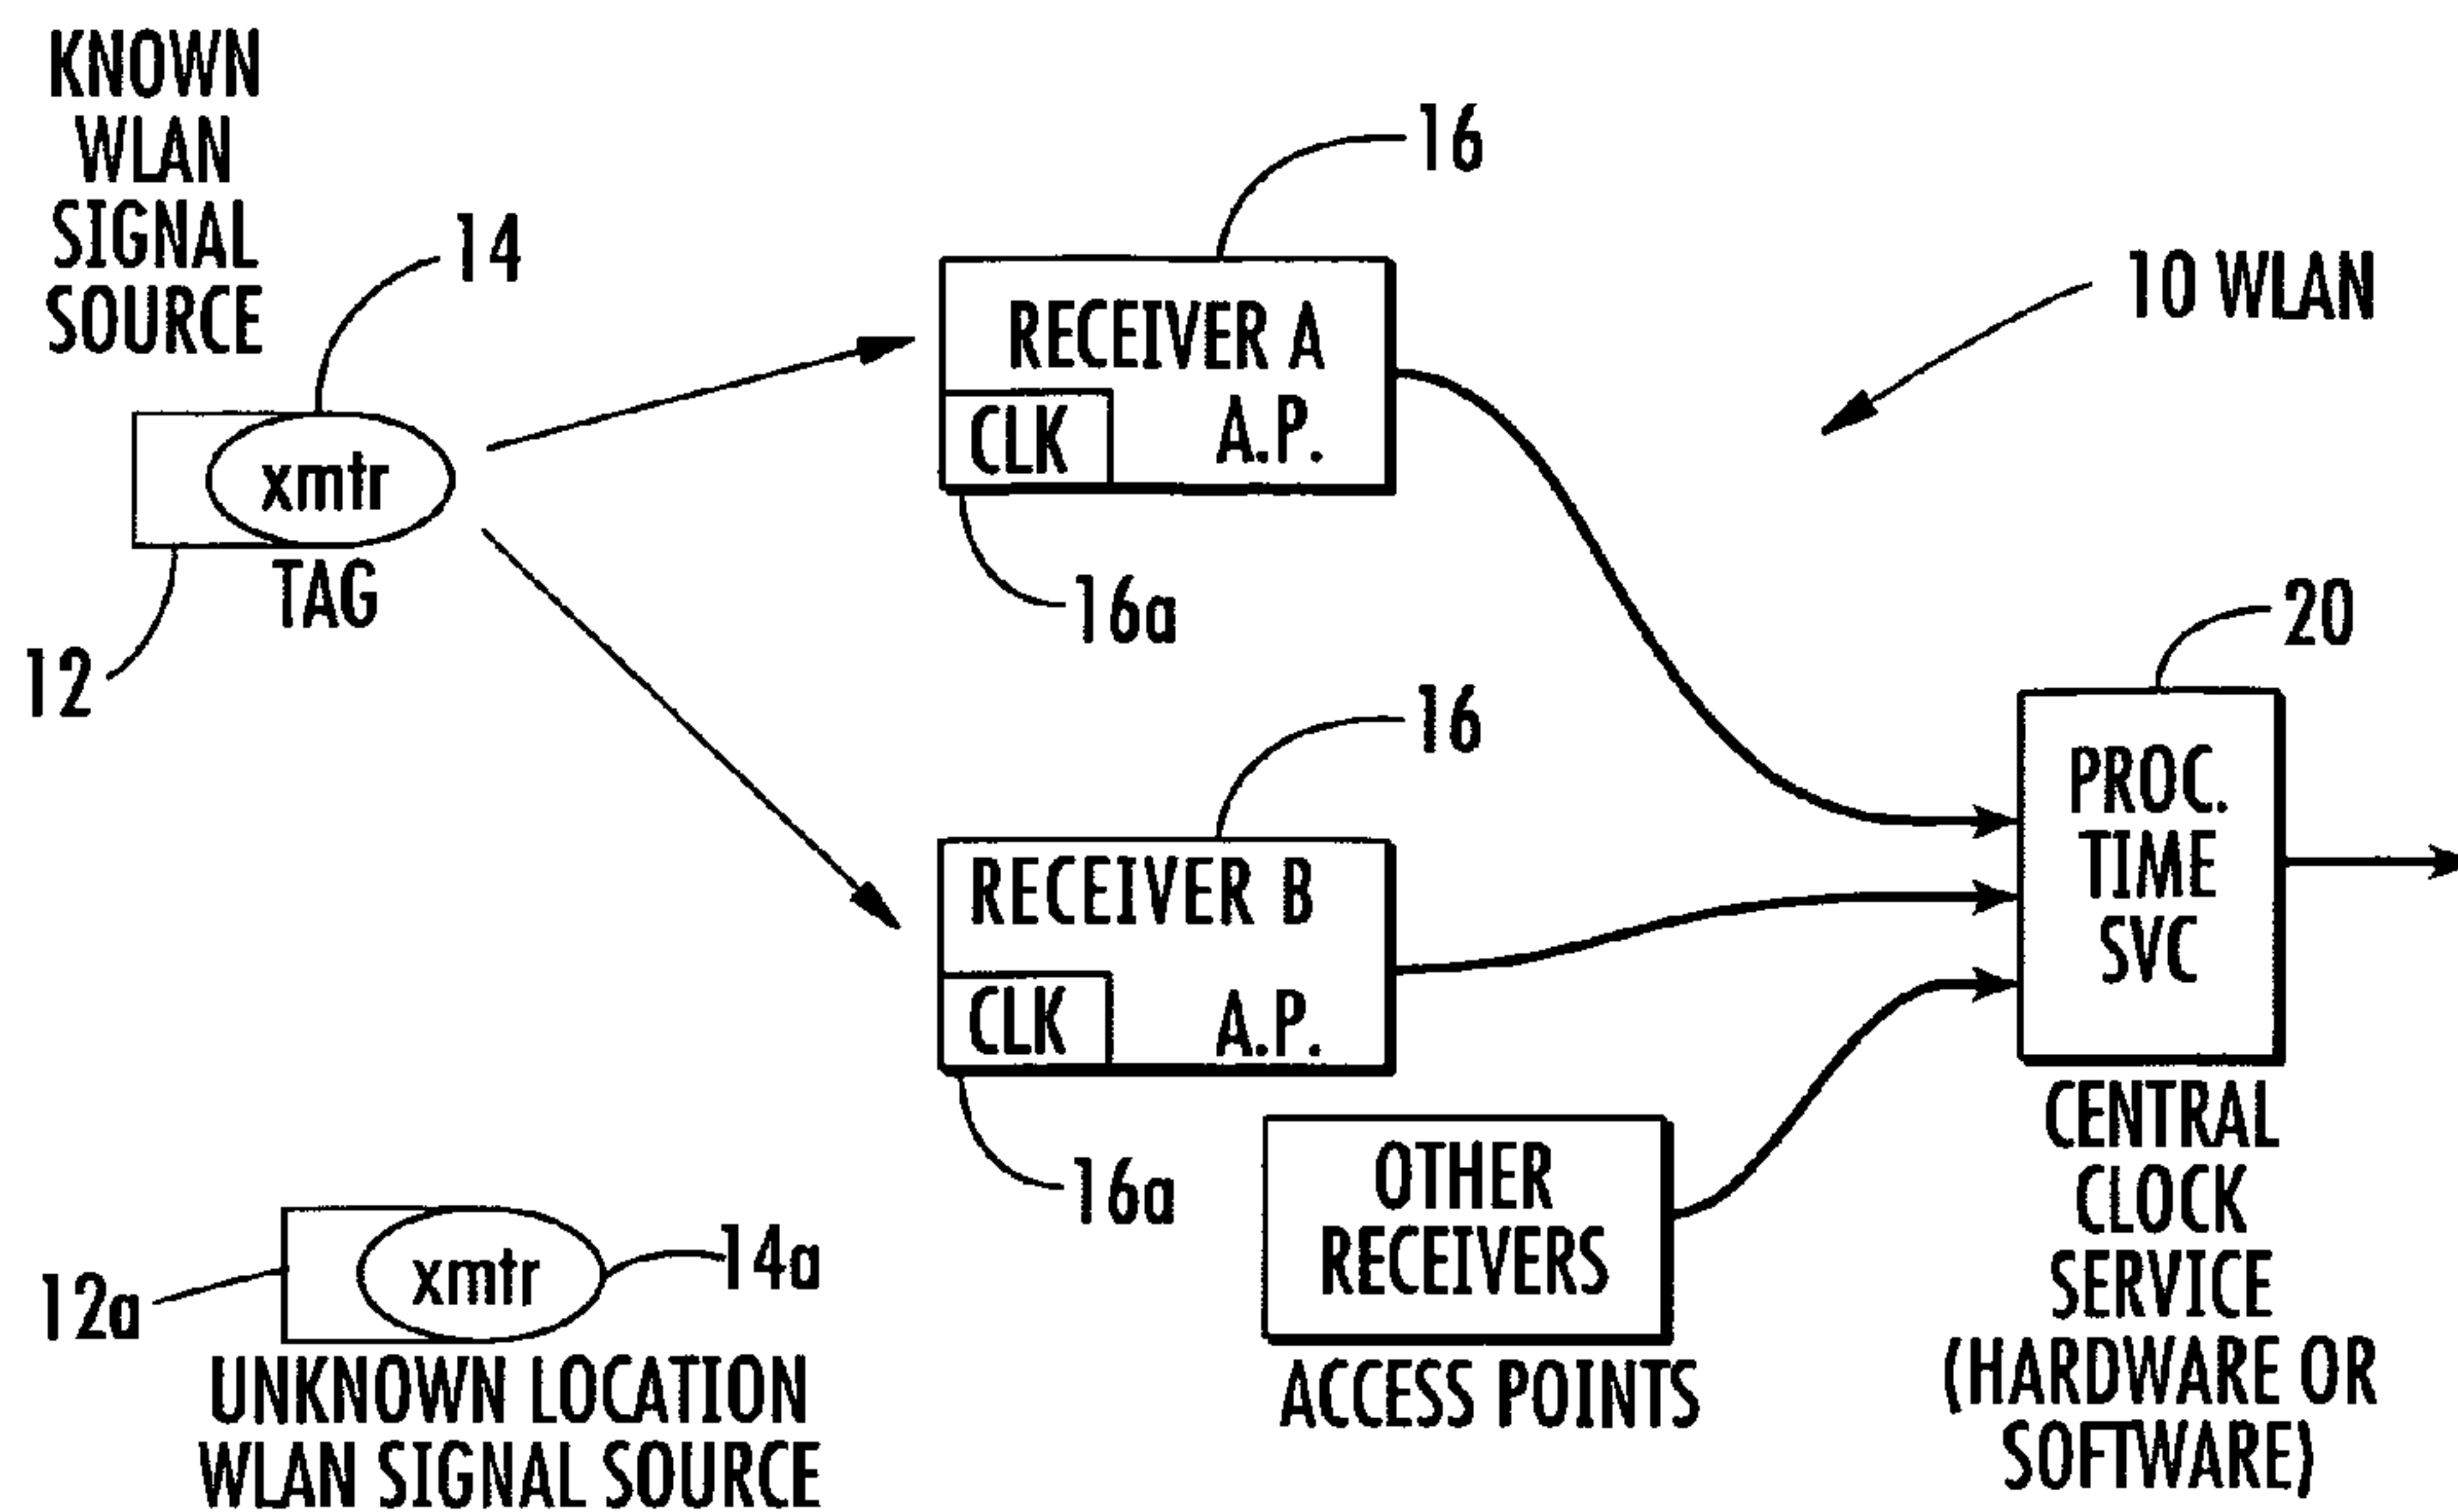 KNOWN
WLAN
SIGNAL
SOURCE
14
xmtr
TAG
12
16
RECEIVER A
CLK
A.P.
16a
10 WLAN
16
RECEIVER B
CLK
A.P.
16a
20
PROC.
TIME
SVC
CENTRAL
CLOCK
SERVICE
(HARDWARE OR
SOFTWARE)
OTHER
RECEIVERS
ACCESS POINTS
12a
xmtr
14a
UNKNOWN LOCATION
WLAN SIGNAL SOURCE